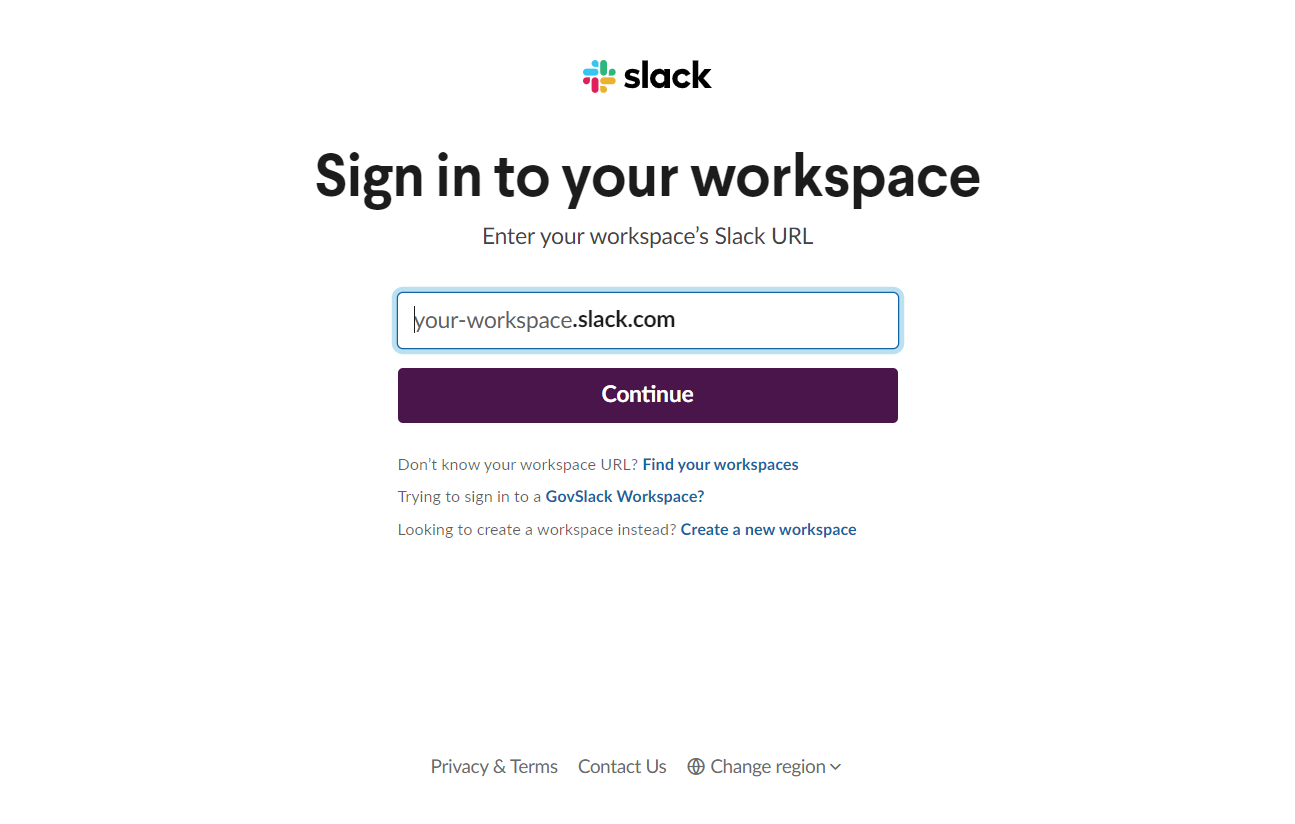 slack
Sign in to your workspace
Enter your workspace’s Slack URL
your-workspace.slack.com
Continue
Don’t know your workspace URL? Find your workspaces
Trying to sign in to a GovSlack Workspace?
Looking to create a workspace instead? Create a new workspace
Privacy & Terms Contact Us Change region